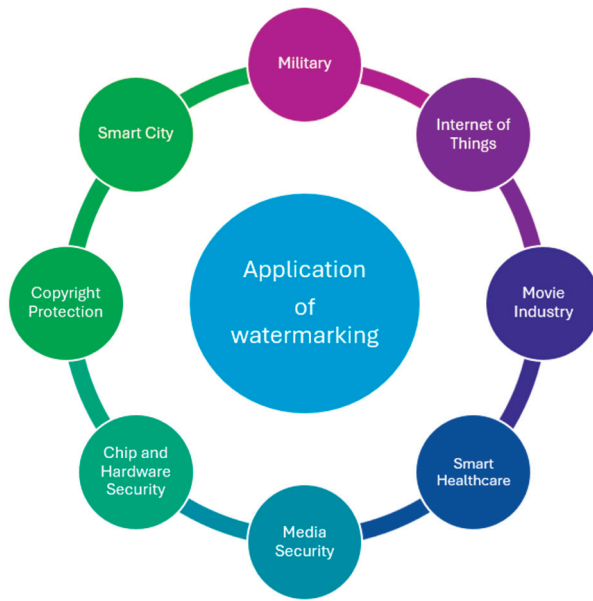 Military
Internet of
Things
Movie
Industry
Smart
Healthcare
Media
Security
Chip and
Hardware
Security
Copyright
Protection
Smart City
Application
of
watermarking